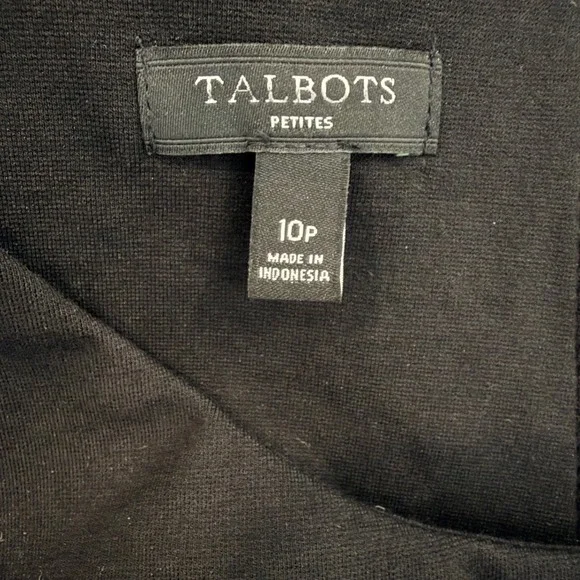 TALBOTS
PETITES
10P
MADE IN
INDONESIA